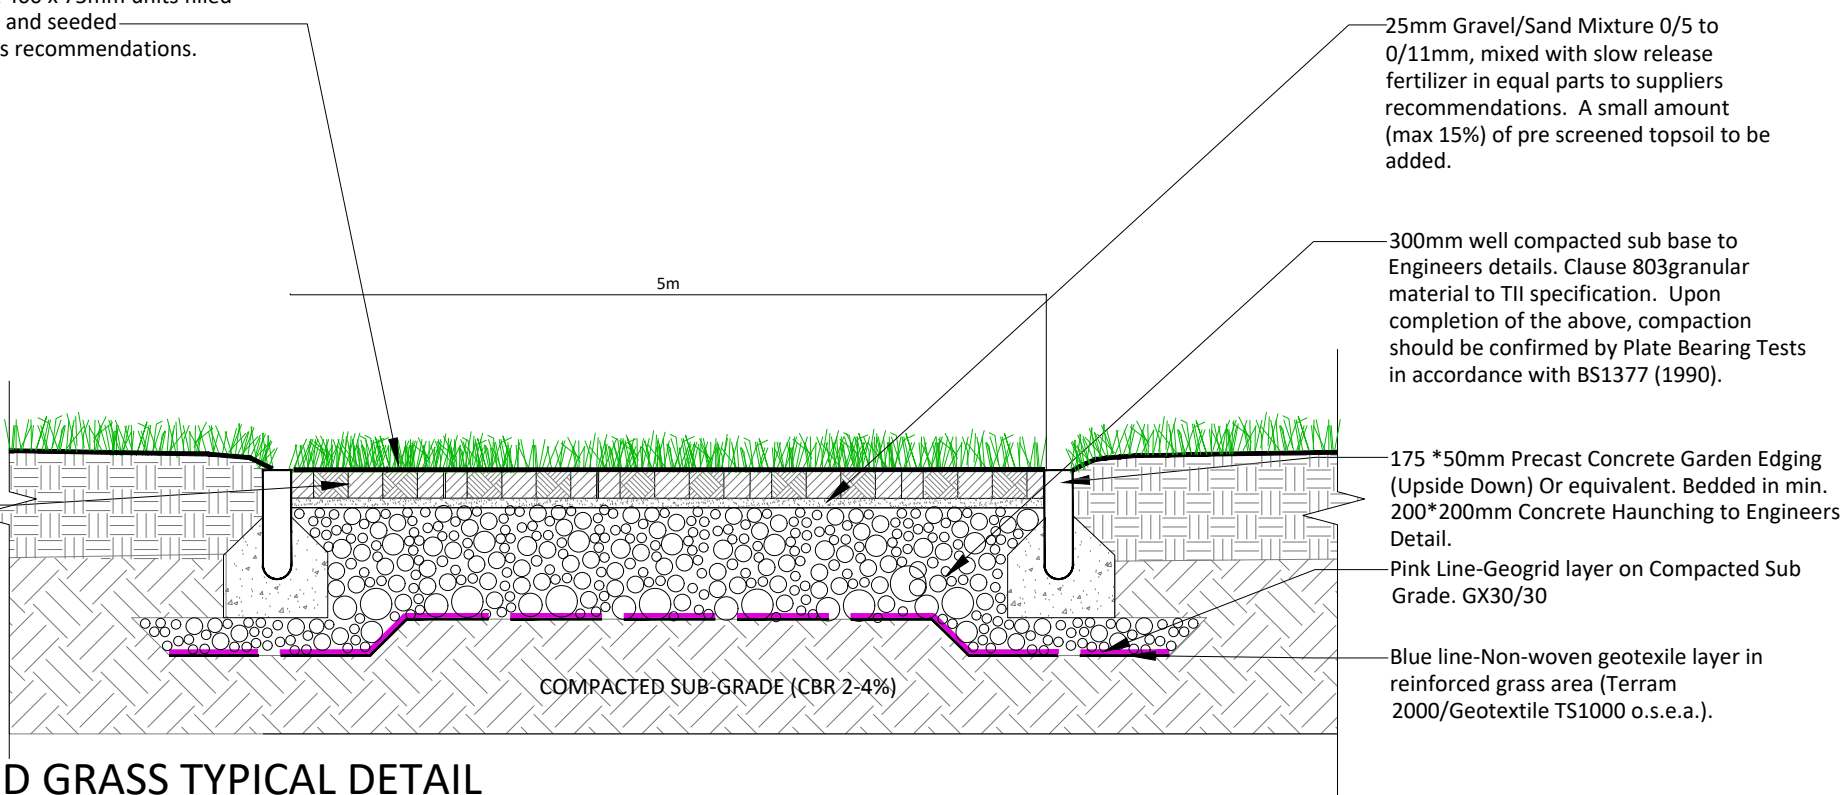 400 x 75mm units filled
and seeded
s recommendations.
25mm Gravel/Sand Mixture 0/5 to
0/11mm, mixed with slow release
fertilizer in equal parts to suppliers
recommendations. A small amount
(max 15%) of pre screened topsoil to be
added.
300mm well compacted sub base to
Engineers details. Clause 803granular
material to TII specification. Upon
completion of the above, compaction
should be confirmed by Plate Bearing Tests
in accordance with BS1377 (1990).
5m
175 *50mm Precast Concrete Garden Edging
(Upside Down) Or equivalent. Bedded in min.
200*200mm Concrete Haunching to Engineers
Detail.
Pink Line-Geogrid layer on Compacted Sub
Grade. GX30/30
Blue line-Non-woven geotexile layer in
reinforced grass area (Terram
2000/Geotextile TS1000 o.s.e.a.).
COMPACTED SUB-GRADE (CBR 2-4%)
D GRASS TYPICAL DETAIL